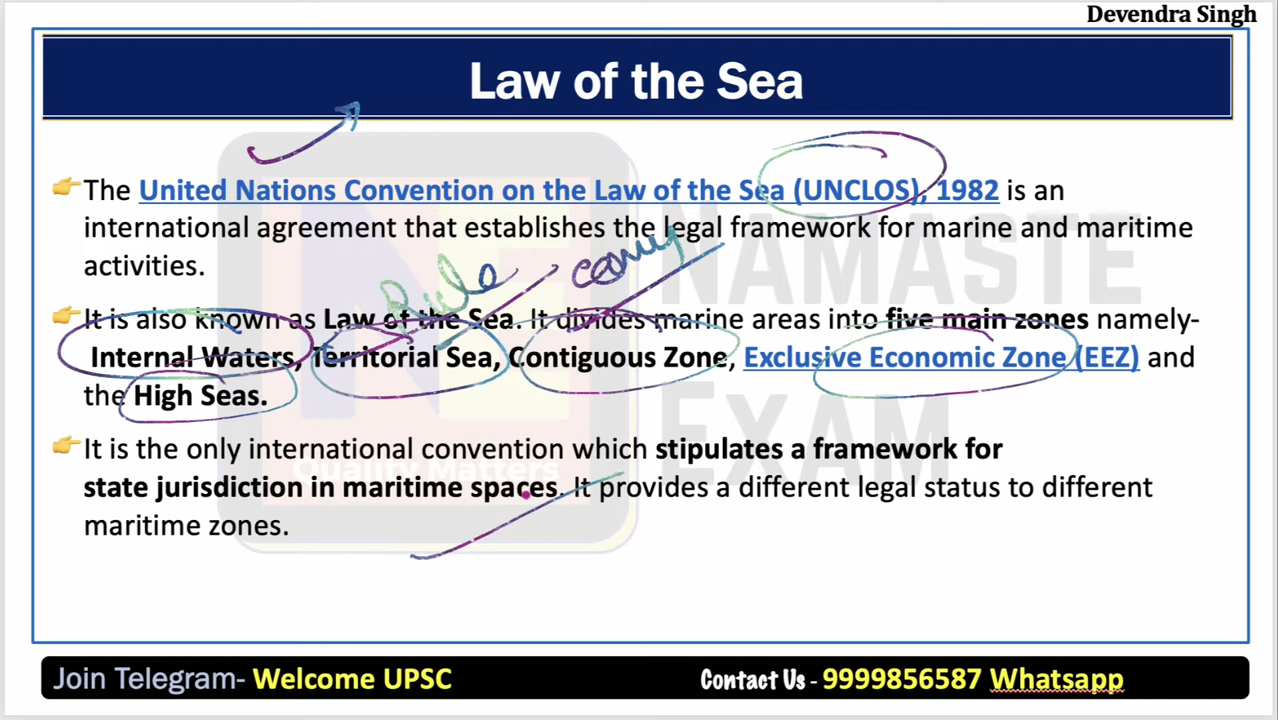 Devendra Singh
Law of the Sea
👉The United Nations Convention on the Law of the Sea (UNCLOS), 1982 is an
international agreement that establishes the legal framework for marine and maritime
activities.
Rule
👉It is also known as Law of the Sea. It divides marine areas into five main zones namely-
Internal Waters, Territorial Sea, Contiguous Zone, Exclusive Economic Zone (EEZ) and
the High Seas.
👉It is the only international convention which stipulates a framework for
state jurisdiction in maritime spaces. It provides a different legal status to different
maritime zones.
NAMASTE
EXAM
Quality Matters
Join Telegram- Welcome UPSC
Contact Us - 9999856587 Whatsapp